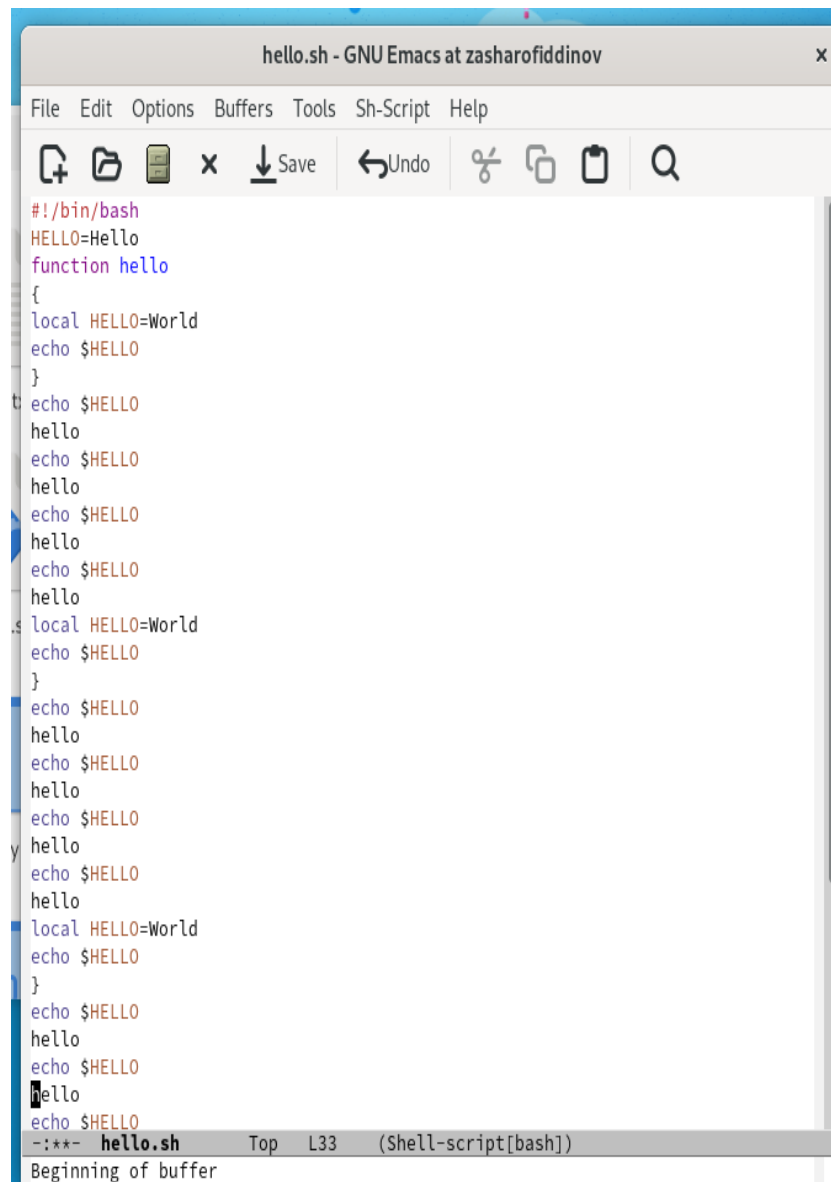 hello.sh - GNU Emacs at zasharofiddinov
File Edit Options Buffers Tools Sh-Script Help
Save Undo
#!/bin/bash
HELLO=Hello
function hello
{
local HELLO=World
echo $HELLO
}
echo $HELLO
hello
echo $HELLO
hello
echo $HELLO
hello
echo $HELLO
hello
local HELLO=World
echo $HELLO
}
echo $HELLO
hello
echo $HELLO
hello
echo $HELLO
hello
echo $HELLO
hello
local HELLO=World
echo $HELLO
}
echo $HELLO
hello
echo $HELLO
hello
echo $HELLO
-:**- hello.sh Top L33 (Shell-script[bash])
Beginning of buffer